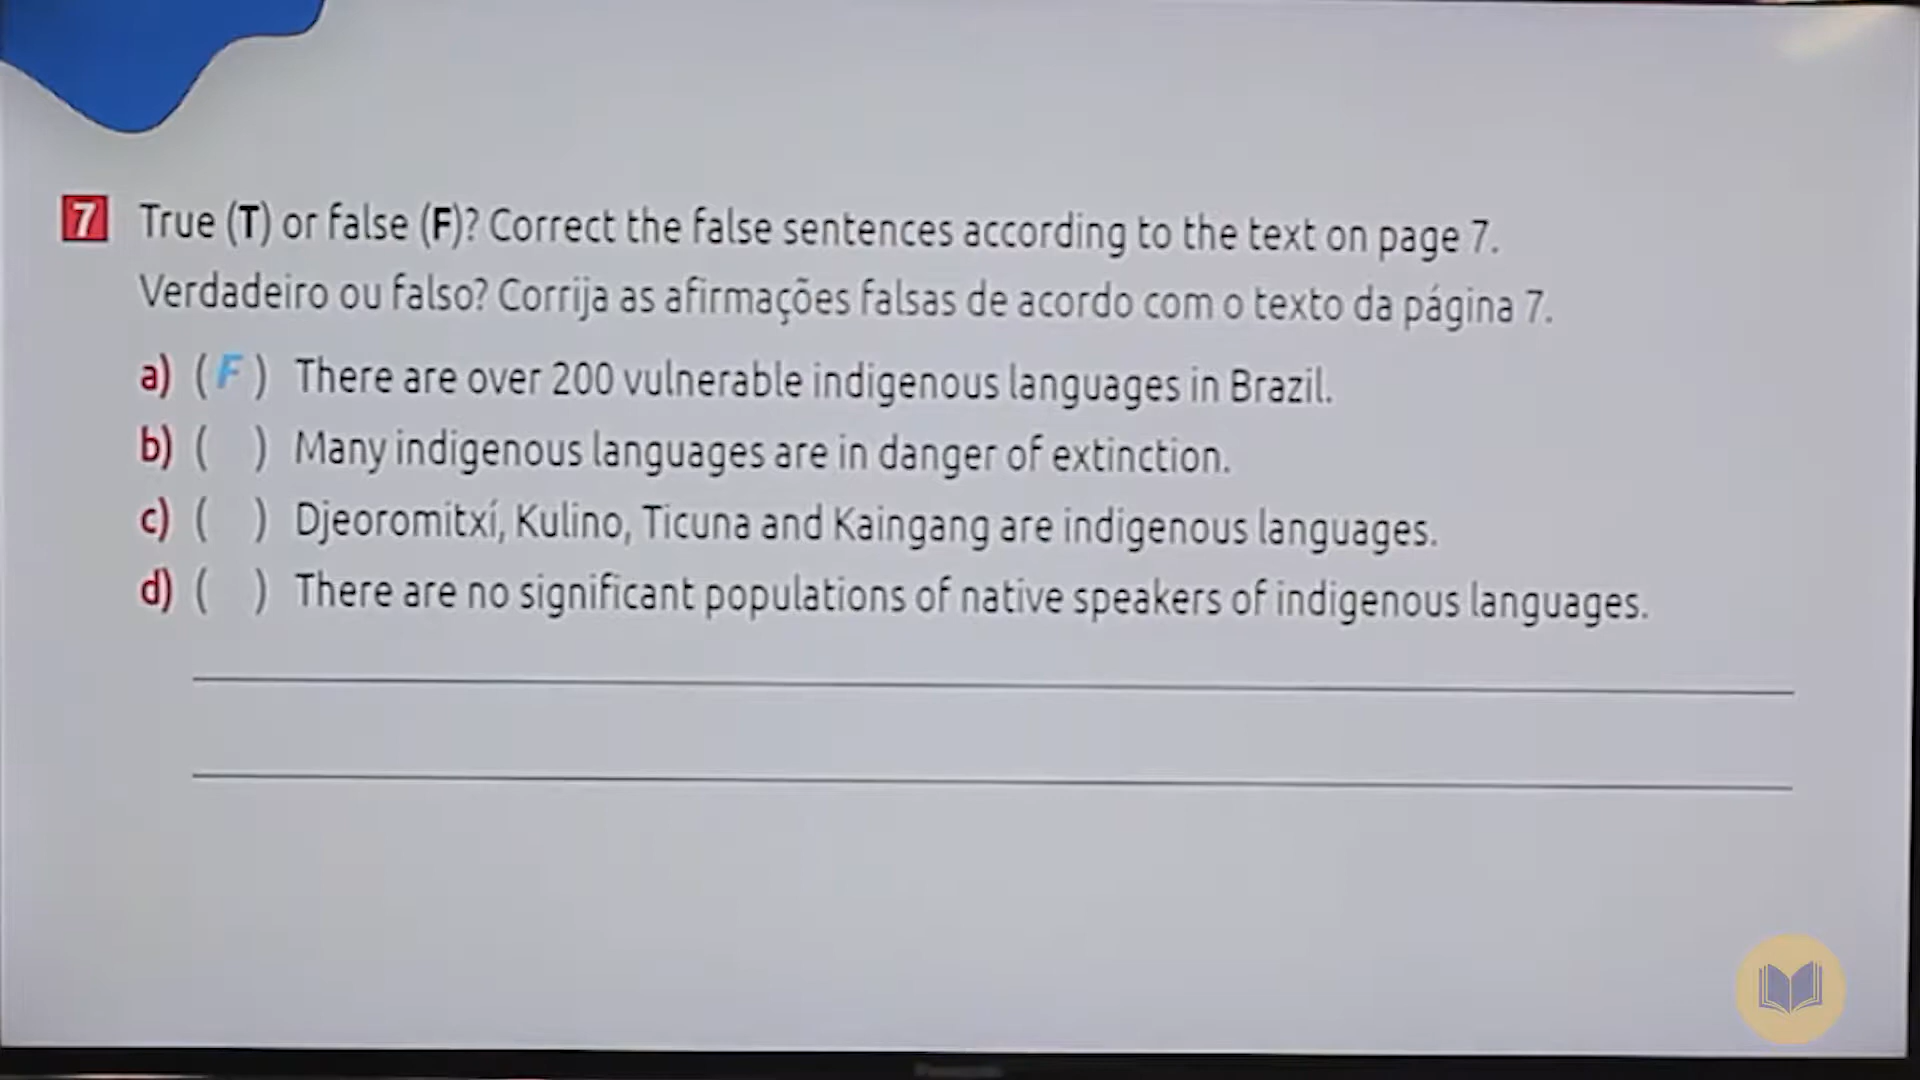 7 True (T) or false (F)? Correct the false sentences according to the text on page 7.
Verdadeiro ou falso? Corrija as afirmações falsas de acordo com o texto da página 7.
a) ( F ) There are over 200 vulnerable indigenous languages in Brazil.
b) ( ) Many indigenous languages are in danger of extinction.
c) ( ) Djeoromitxí, Kulino, Ticuna and Kaingang are indigenous languages.
d) ( ) There are no significant populations of native speakers of indigenous languages.